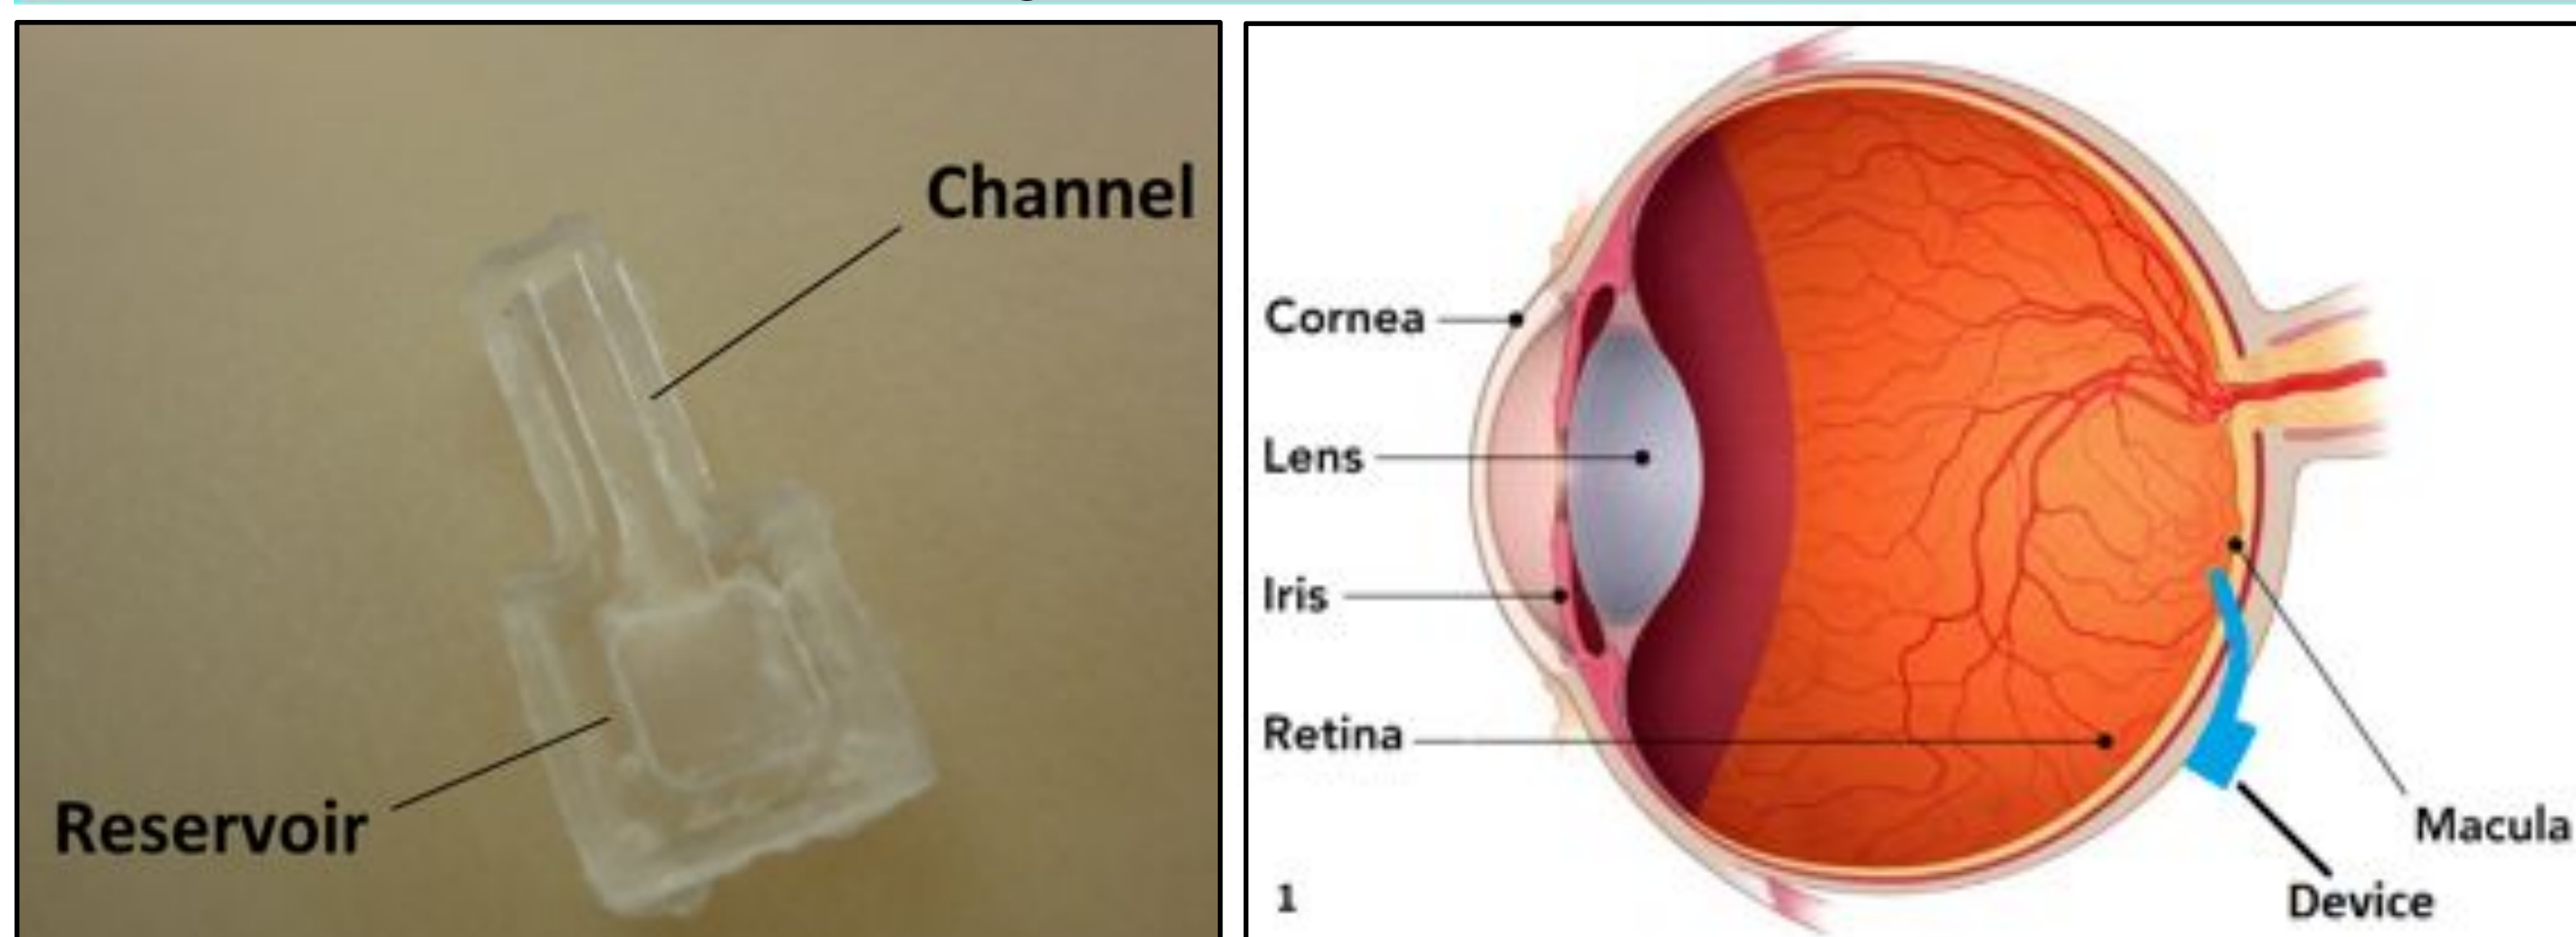 Channel
Reservoir
Cornea
Lens
Iris
Retina
Macula
Device
1